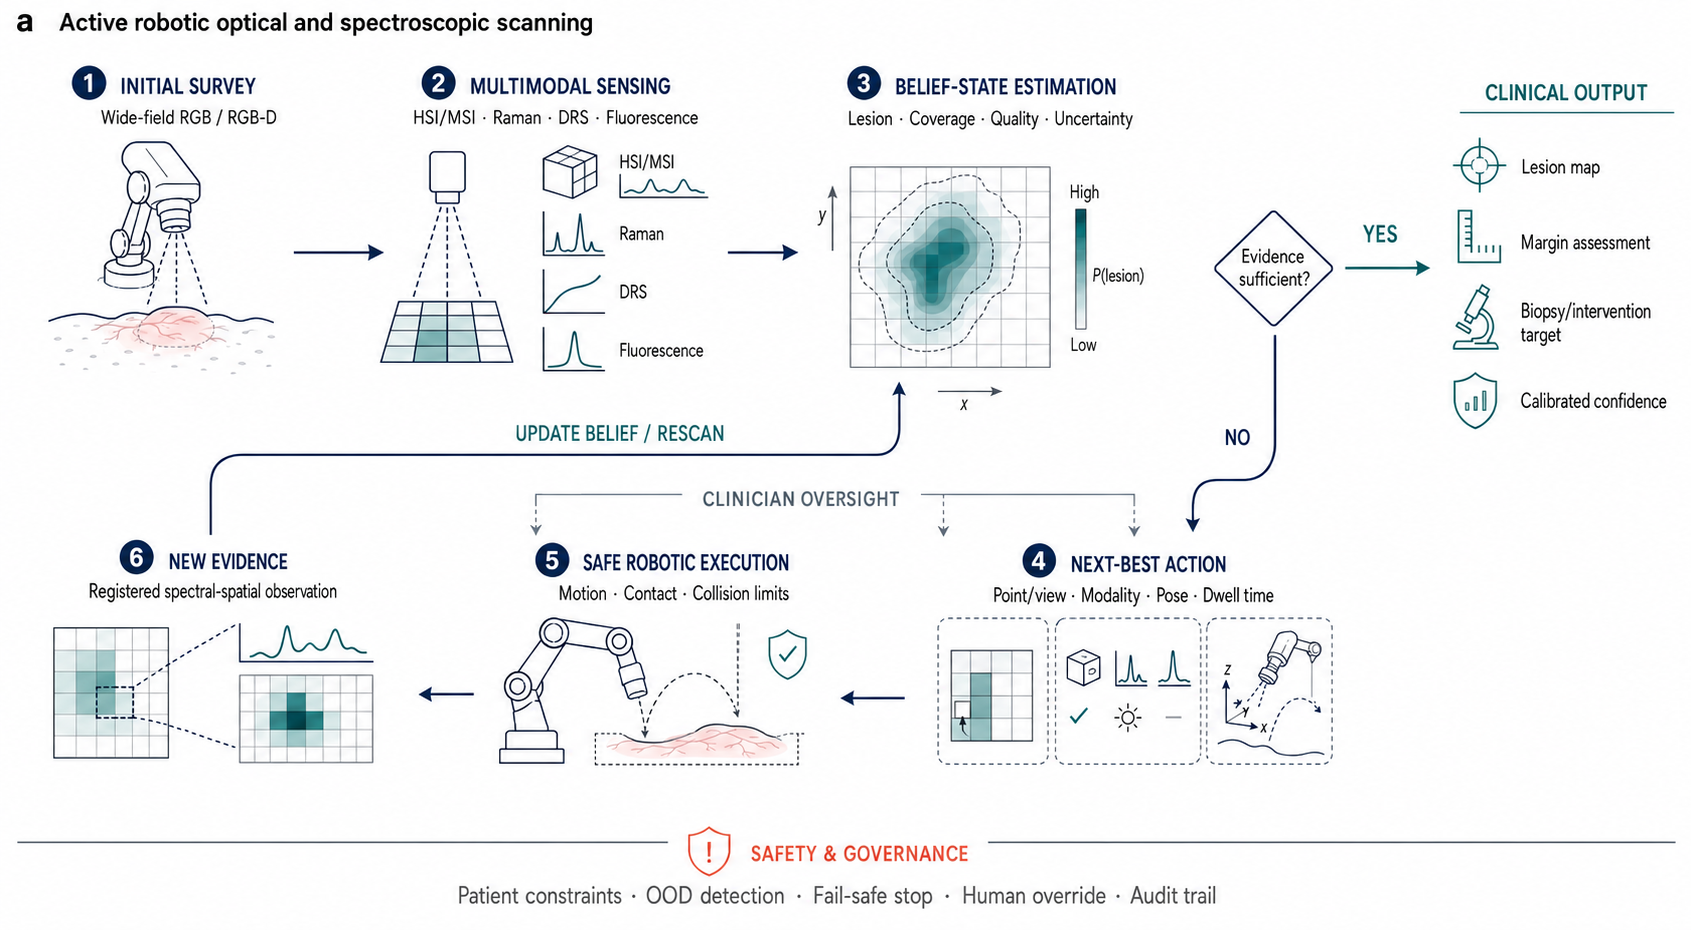 a Active robotic optical and spectroscopic scanning
1 INITIAL SURVEY
Wide-field RGB / RGB-D
2 MULTIMODAL SENSING
HSI/MSI · Raman · DRS · Fluorescence
HSI/MSI
Raman
DRS
Fluorescence
3 BELIEF-STATE ESTIMATION
Lesion · Coverage · Quality · Uncertainty
y
x
High
P(lesion)
Low
Evidence
sufficient?
YES
NO
CLINICAL OUTPUT
Lesion map
Margin assessment
Biopsy/intervention
target
Calibrated confidence
UPDATE BELIEF / RESCAN
CLINICIAN OVERSIGHT
4 NEXT-BEST ACTION
Point/view · Modality · Pose · Dwell time
Z
Y
X
5 SAFE ROBOTIC EXECUTION
Motion · Contact · Collision limits
6 NEW EVIDENCE
Registered spectral-spatial observation
SAFETY & GOVERNANCE
Patient constraints · OOD detection · Fail-safe stop · Human override · Audit trail